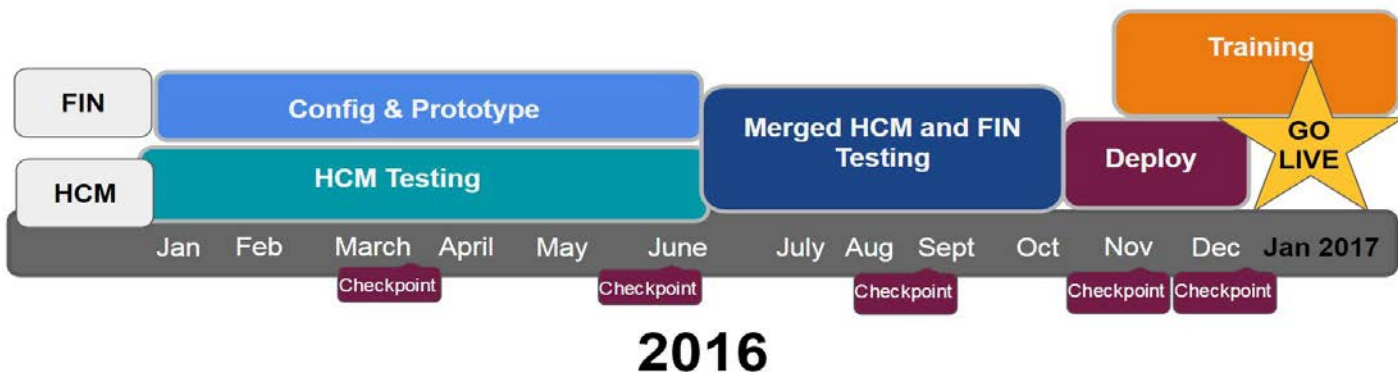 Training
FIN
Config & Prototype
Merged HCM and FIN
Testing
GO
LIVE
Deploy
HCM
HCM Testing
Jan Feb March April May June July Aug Sept Oct Nov Dec Jan 2017
Checkpoint Checkpoint Checkpoint Checkpoint Checkpoint
2016